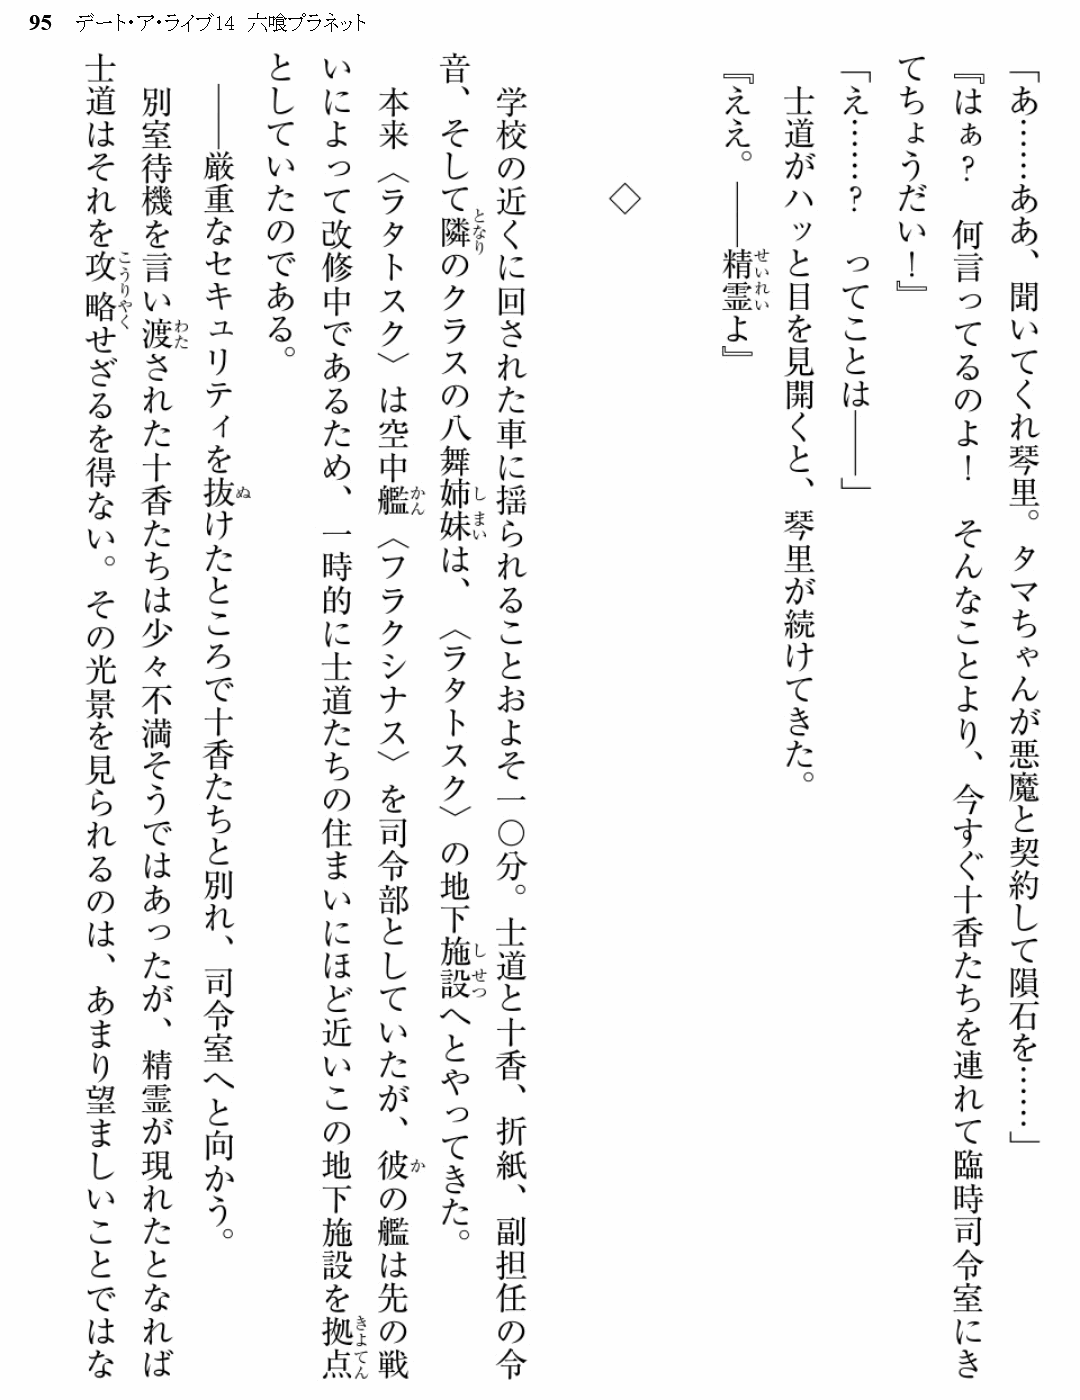 95 デート・ア・ライブ14 六喰プラネット
「あ……ああ、聞いてくれ琴里。タマちゃんが悪魔と契約して隕石を……」
『はぁ？　何言ってるのよ！　そんなことより、今すぐ十香たちを連れて臨時司令室にき
てちょうだい！』
「え……？　ってことは――」
　士道がハッと目を見開くと、琴里が続けてきた。
『ええ。――精霊よ』
◇
　学校の近くに回された車に揺られることおよそ一〇分。士道と十香、折紙、副担任の令
音、そして隣のクラスの八舞姉妹は、〈ラタトスク〉の地下施設へとやってきた。
　本来〈ラタトスク〉は空中艦〈フラクシナス〉を司令部としていたが、彼の艦は先の戦
いによって改修中であるため、一時的に士道たちの住まいにほど近いこの地下施設を拠点
としていたのである。
　――厳重なセキュリティを抜けたところで十香たちと別れ、司令室へと向かう。
　別室待機を言い渡された十香たちは少々不満そうではあったが、精霊が現れたとなれば
士道はそれを攻略せざるを得ない。その光景を見られるのは、あまり望ましいことではな